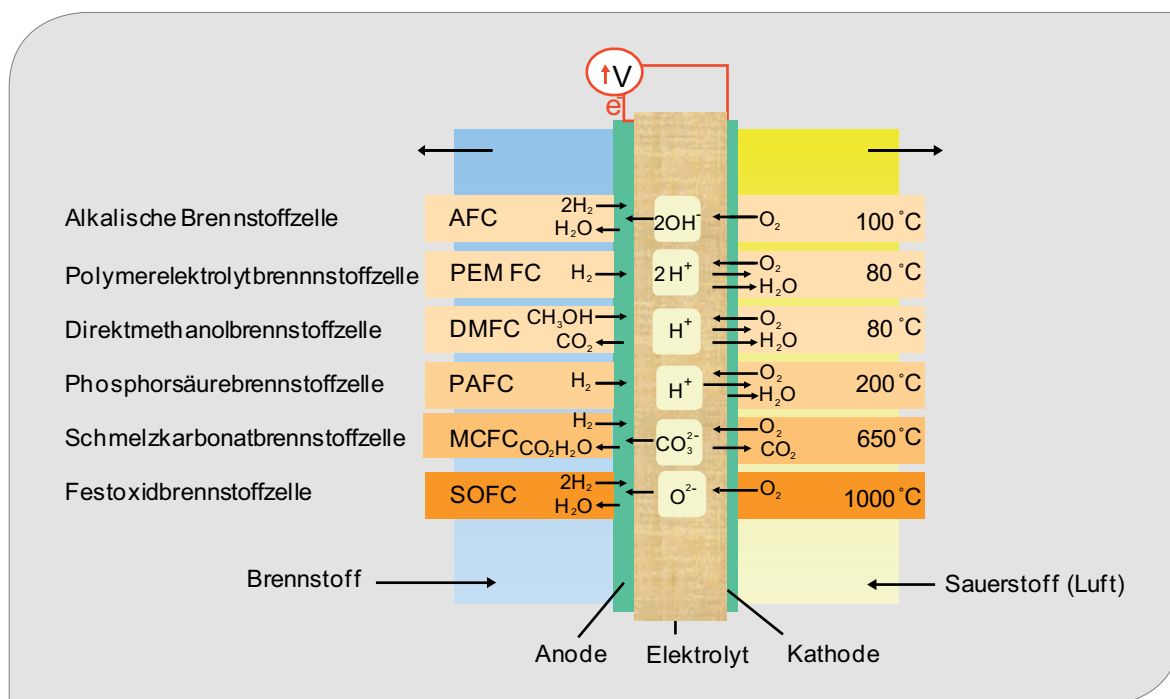 V
e⁻
Alkalische Brennstoffzelle AFC 2H₂ H₂O 2OH⁻ O₂ 100 °C
Polymerelektrolytbrennnstoffzelle PEM FC H₂ 2H⁺ O₂ H₂O 80 °C
Direktmethanolbrennstoffzelle DMFC CH₃OH CO₂ H⁺ O₂ H₂O 80 °C
Phosphorsäurebrennstoffzelle PAFC H₂ H⁺ O₂ H₂O 200 °C
Schmelzkarbonatbrennstoffzelle MCFC H₂ CO₂H₂O CO₃²⁻ O₂ CO₂ 650 °C
Festoxidbrennstoffzelle SOFC 2H₂ H₂O O²⁻ O₂ 1000 °C
Brennstoff Sauerstoff (Luft)
Anode Elektrolyt Kathode